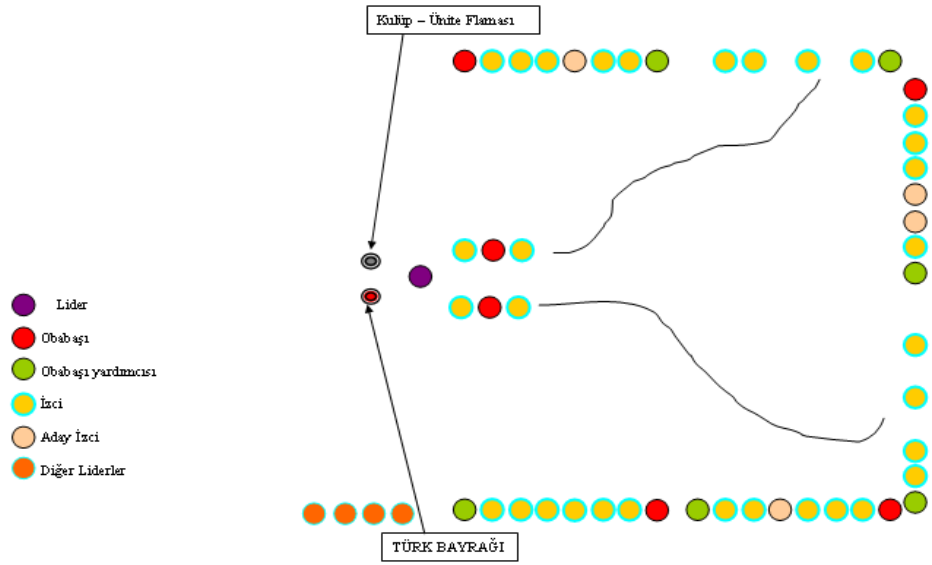 Kulüp – Ünite Flaması
Lider
Obabaşı
Obabaşı yardımcısı
İzci
Aday İzci
Diğer Liderler
TÜRK BAYRAĞI